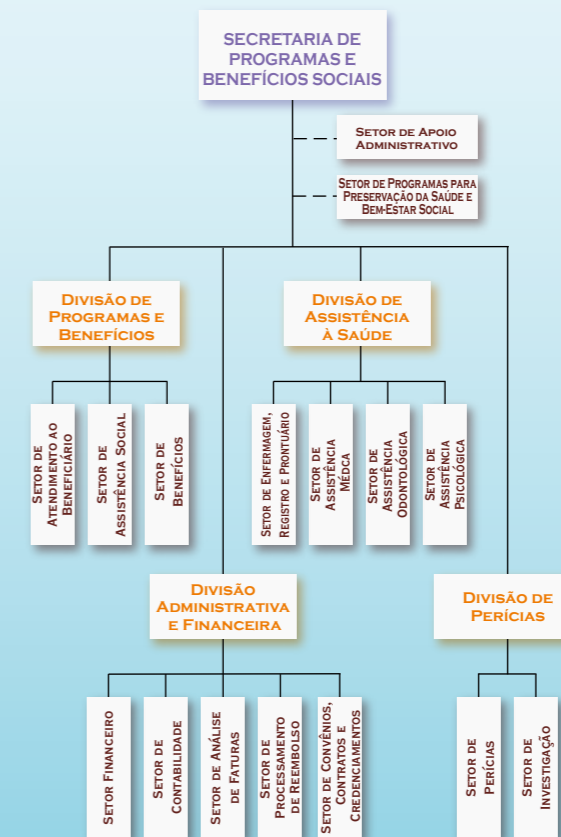 SECRETARIA DE
PROGRAMAS E
BENEFÍCIOS SOCIAIS
SETOR DE APOIO
ADMINISTRATIVO
SETOR DE PROGRAMAS PARA
PRESERVAÇÃO DA SAÚDE E
BEM-ESTAR SOCIAL
DIVISÃO DE
PROGRAMAS E
BENEFÍCIOS
DIVISÃO DE
ASSISTÊNCIA
À SAÚDE
SETOR DE
ATENDIMENTO AO
BENEFICIÁRIO
SETOR DE
ASSISTÊNCIA SOCIAL
SETOR DE
BENEFÍCIOS
SETOR DE ENFERMAGEM,
REGISTRO E PRONTUÁRIO
SETOR DE
ASSISTÊNCIA
MÉDCA
SETOR DE
ASSISTÊNCIA
ODONTOLÓGICA
SETOR DE
ASSISTÊNCIA
PSICOLÓGICA
DIVISÃO
ADMINISTRATIVA
E FINANCEIRA
DIVISÃO DE
PERÍCIAS
SETOR FINANCEIRO
SETOR DE
CONTABILIDADE
SETOR DE ANÁLISE
DE FATURAS
SETOR DE
PROCESSAMENTO
DE REEMBOLSO
SETOR DE CONVÊNIOS,
CONTRATOS E
CREDENCIAMENTOS
SETOR DE
PERÍCIAS
SETOR DE
INVESTIGAÇÃO